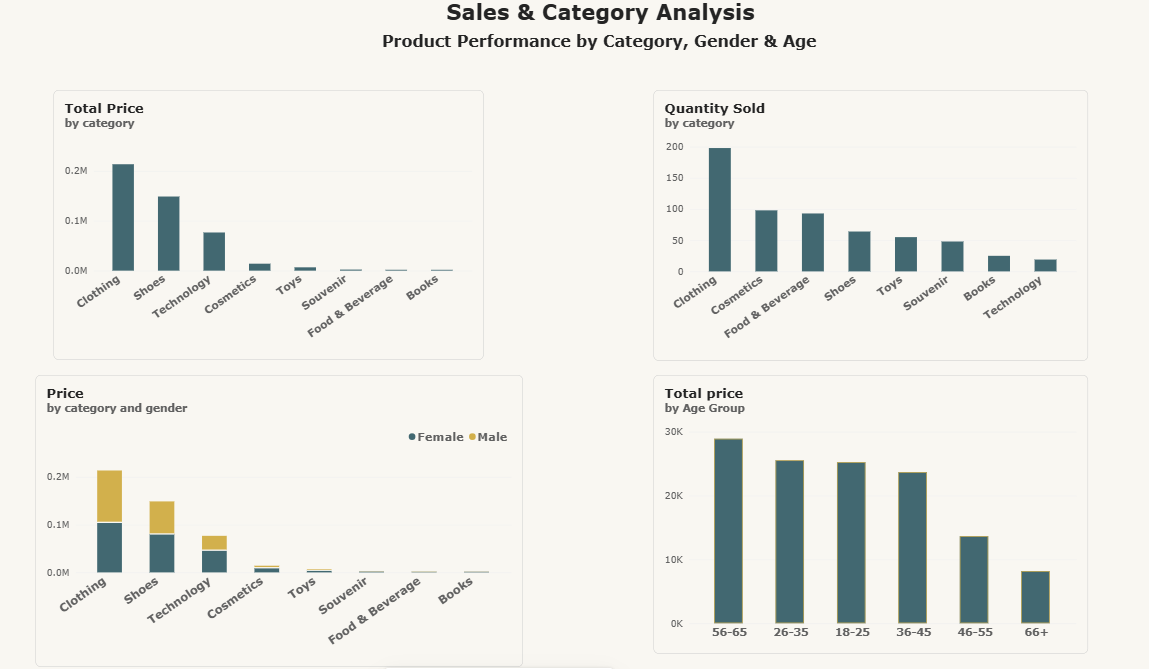 Sales & Category Analysis
Product Performance by Category, Gender & Age
Total Price
by category
0.2M
0.1M
0.0M
Clothing
Shoes
Technology
Cosmetics
Toys
Souvenir
Food & Beverage
Books
Quantity Sold
by category
200
150
100
50
0
Clothing
Cosmetics
Food & Beverage
Shoes
Toys
Souvenir
Books
Technology
Price
by category and gender
Female Male
0.2M
0.1M
0.0M
Clothing
Shoes
Technology
Cosmetics
Toys
Souvenir
Food & Beverage
Books
Total price
by Age Group
30K
20K
10K
0K
56-65 26-35 18-25 36-45 46-55 66+